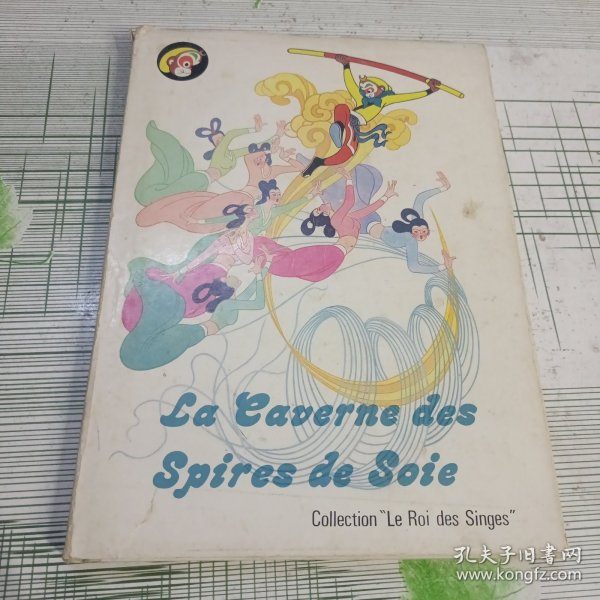 La Caverne des
Spires de Soie
Collection "Le Roi des Singes"
孔夫子旧书网
www.kongfz.com